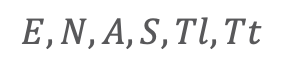 E, N, A, S, Tl, Tt